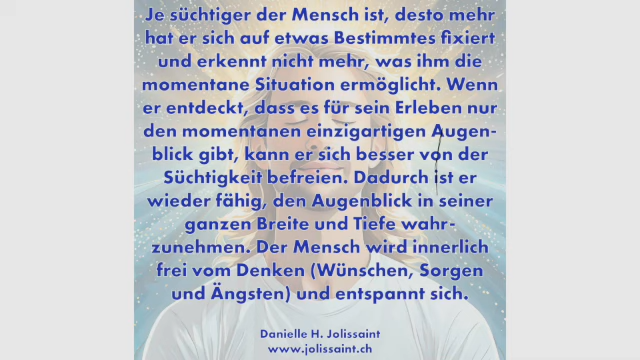 Je süchtiger der Mensch ist, desto mehr
hat er sich auf etwas Bestimmtes fixiert
und erkennt nicht mehr, was ihm die
momentane Situation ermöglicht. Wenn
er entdeckt, dass es für sein Erleben nur
den momentanen einzigartigen Augen-
blick gibt, kann er sich besser von der
Süchtigkeit befreien. Dadurch ist er
wieder fähig, den Augenblick in seiner
ganzen Breite und Tiefe wahr-
zunehmen. Der Mensch wird innerlich
frei vom Denken (Wünschen, Sorgen
und Ängsten) und entspannt sich.
Danielle H. Jolissaint
www.jolissaint.ch